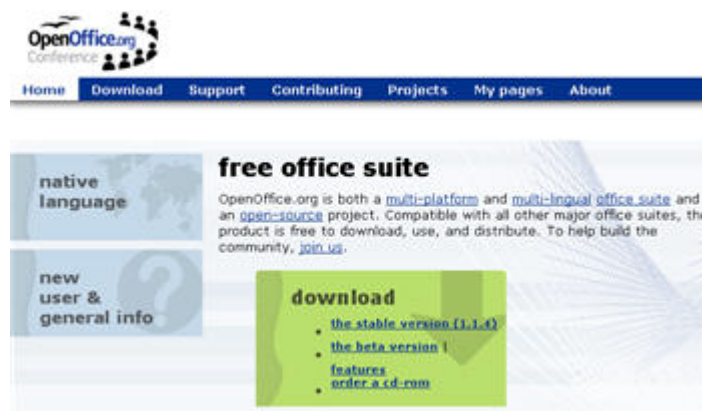 OpenOffice.org
Conference
Home Download Support Contributing Projects My pages About
native
language
new
user &
general info
free office suite
OpenOffice.org is both a multi-platform and multi-lingual office suite and
an open-source project. Compatible with all other major office suites, the
product is free to download, use, and distribute. To help build the
community, join us.
download
the stable version (1.1.4)
the beta version |
features
order a cd-rom